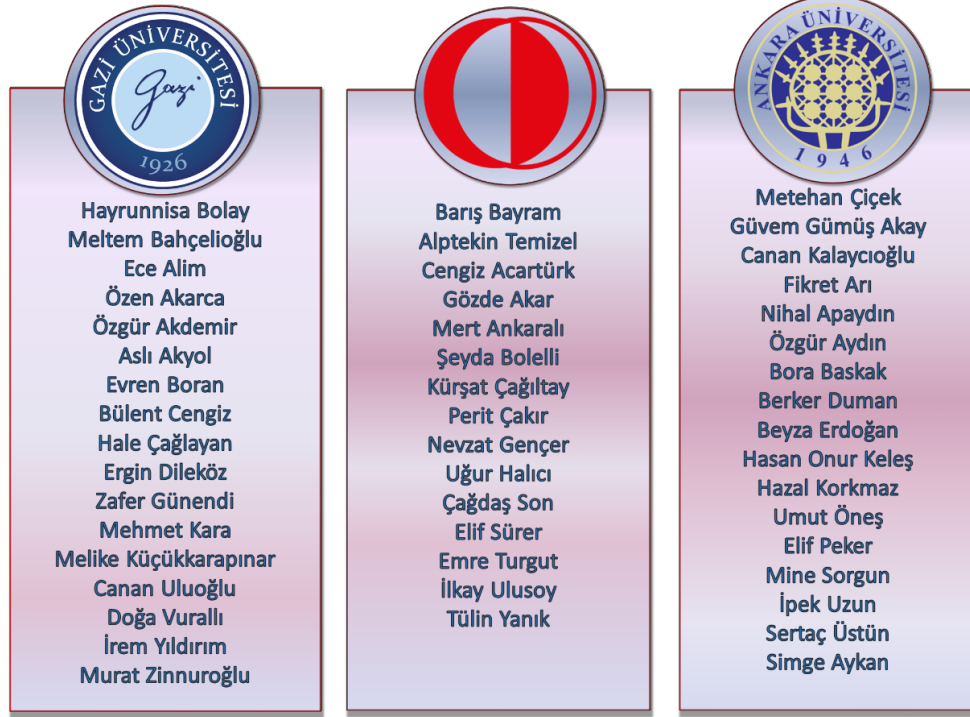 GAZİ ÜNİVERSİTESİ
Gazi
1926
Hayrunnisa Bolay
Meltem Bahçelioğlu
Ece Alim
Özen Akarca
Özgür Akdemir
Aslı Akyol
Evren Boran
Bülent Cengiz
Hale Çağlayan
Ergin Dileköz
Zafer Günendi
Mehmet Kara
Melike Küçükkarapınar
Canan Uluoğlu
Doğa Vurallı
İrem Yıldırım
Murat Zinnuroğlu
Barış Bayram
Alptekin Temizel
Cengiz Acartürk
Gözde Akar
Mert Ankaralı
Şeyda Bolelli
Kürşat Çağıltay
Perit Çakır
Nevzat Gençer
Uğur Halıcı
Çağdaş Son
Elif Sürer
Emre Turgut
İlkay Ulusoy
Tülin Yanık
ANKARA ÜNİVERSİTESİ
1946
Metehan Çiçek
Güvem Gümüş Akay
Canan Kalaycıoğlu
Fikret Arı
Nihal Apaydın
Özgür Aydın
Bora Baskak
Berker Duman
Beyza Erdoğan
Hasan Onur Keleş
Hazal Korkmaz
Umut Öneş
Elif Peker
Mine Sorgun
İpek Uzun
Sertaç Üstün
Simge Aykan